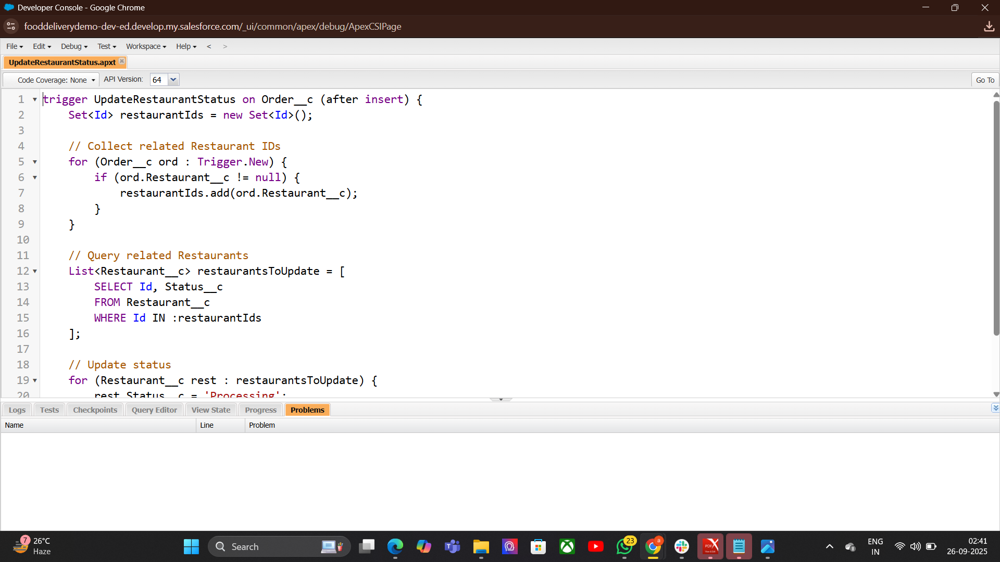 Developer Console - Google Chrome
fooddeliverydemo-dev-ed.develop.my.salesforce.com/_ui/common/apex/debug/ApexCSIPage
File Edit Debug Test Workspace Help < >
UpdateRestaurantStatus.apxt
Code Coverage: None API Version: 64 Go To
1 trigger UpdateRestaurantStatus on Order__c (after insert) {
2 Set<Id> restaurantIds = new Set<Id>();
3
4 // Collect related Restaurant IDs
5 for (Order__c ord : Trigger.New) {
6 if (ord.Restaurant__c != null) {
7 restaurantIds.add(ord.Restaurant__c);
8 }
9 }
10
11 // Query related Restaurants
12 List<Restaurant__c> restaurantsToUpdate = [
13 SELECT Id, Status__c
14 FROM Restaurant__c
15 WHERE Id IN :restaurantIds
16 ];
17
18 // Update status
19 for (Restaurant__c rest : restaurantsToUpdate) {
20 rest.Status__c = 'Processing';
Logs Tests Checkpoints Query Editor View State Progress Problems
Name Line Problem
7 26°C
Haze
Search
23
a
PDF
ENG
IN
02:41
26-09-2025